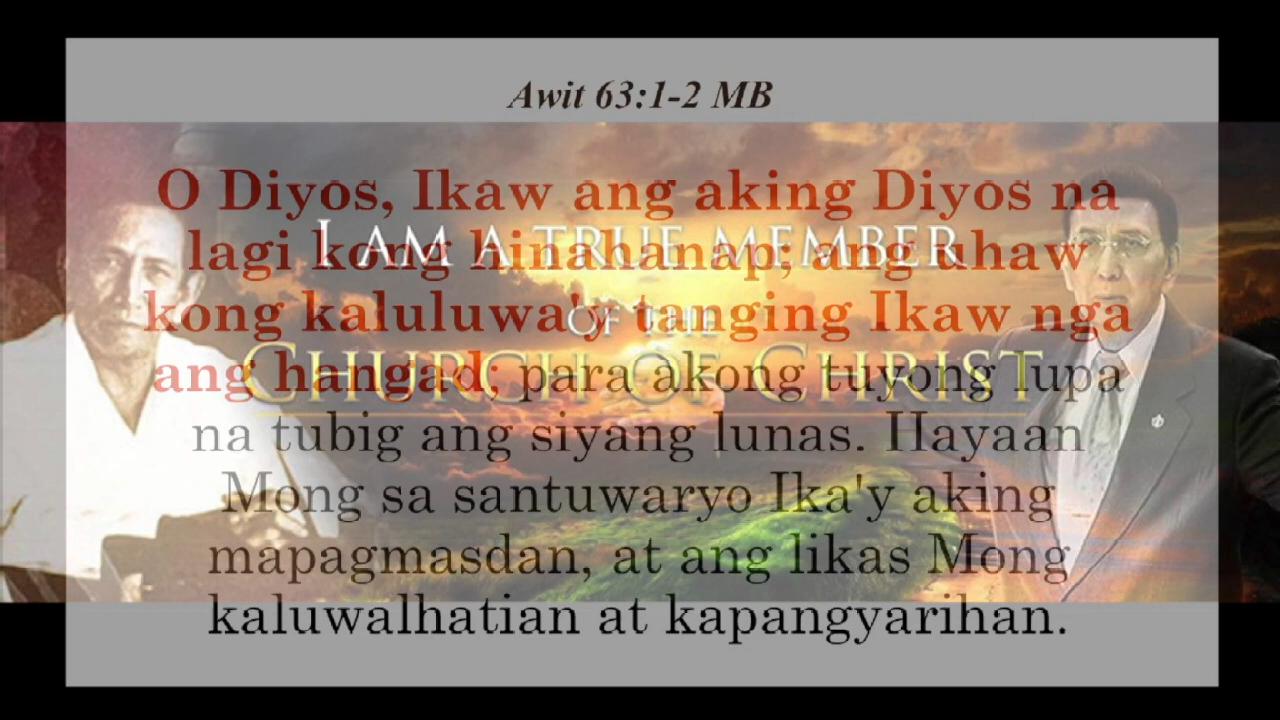 Awit 63:1-2 MB
O Diyos, Ikaw ang aking Diyos na
lagi kong hinahanap; ang uhaw
kong kaluluwa'y tanging Ikaw nga
ang hangad; para akong tuyong lupa
na tubig ang siyang lunas. Hayaan
Mong sa santuwaryo Ika'y aking
mapagmasdan, at ang likas Mong
kaluwalhatian at kapangyarihan.
I AM A TRUE MEMBER
OF THE
CHURCH OF CHRIST